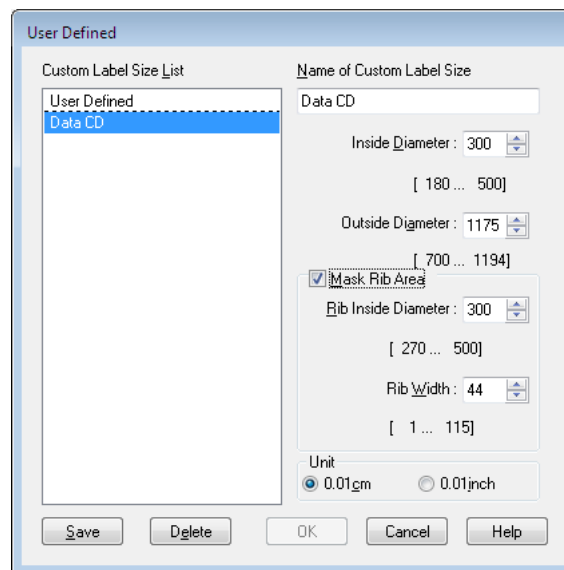 User Defined
Custom Label Size List
User Defined
Data CD
Name of Custom Label Size
Data CD
Inside Diameter : 300
[ 180 ... 500]
Outside Diameter : 1175
[ 700 ... 1194]
Mask Rib Area
Rib Inside Diameter : 300
[ 270 ... 500]
Rib Width : 44
[ 1 ... 115]
Unit
0.01cm 0.01inch
Save Delete OK Cancel Help